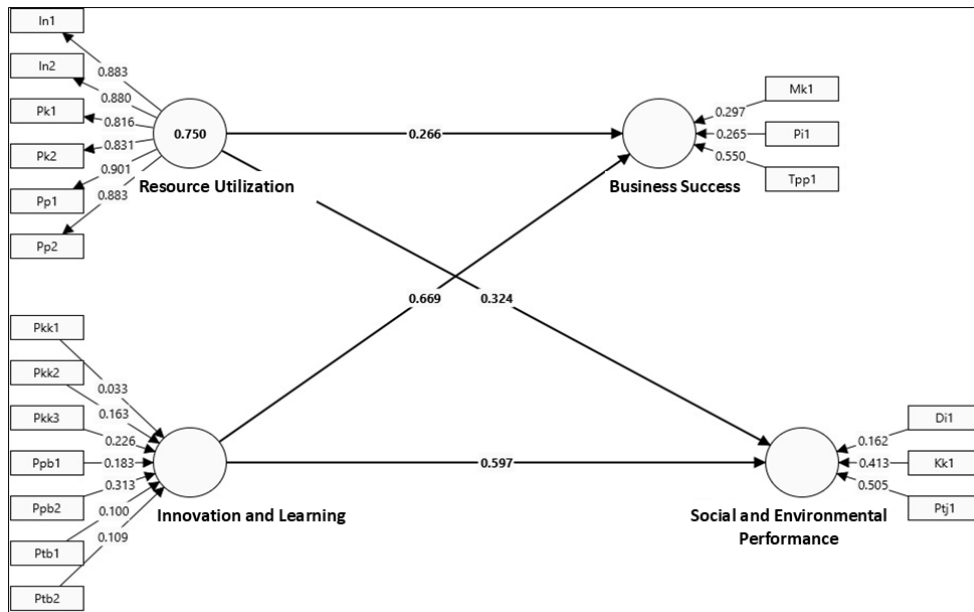 In1
In2
Pk1
Pk2
Pp1
Pp2
0.883
0.880
0.816
0.831
0.901
0.883
0.750
Resource Utilization
0.266
Business Success
Mk1
Pi1
Tpp1
0.297
0.265
0.550
0.669
0.324
Pkk1
Pkk2
Pkk3
Ppb1
Ppb2
Ptb1
Ptb2
0.033
0.163
0.226
0.183
0.313
0.100
0.109
Innovation and Learning
0.597
Social and Environmental
Performance
Di1
Kk1
Ptj1
0.162
0.413
0.505